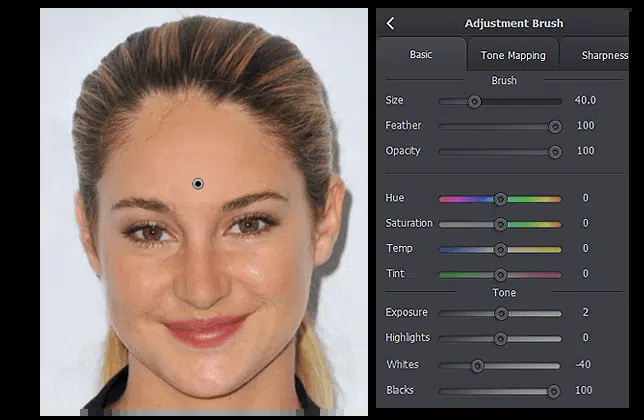 Adjustment Brush
Basic Tone Mapping Sharpness
Brush
Size 40.0
Feather 100
Opacity 100
Hue 0
Saturation 0
Temp 0
Tint 0
Tone
Exposure 2
Highlights 0
Whites -40
Blacks 100